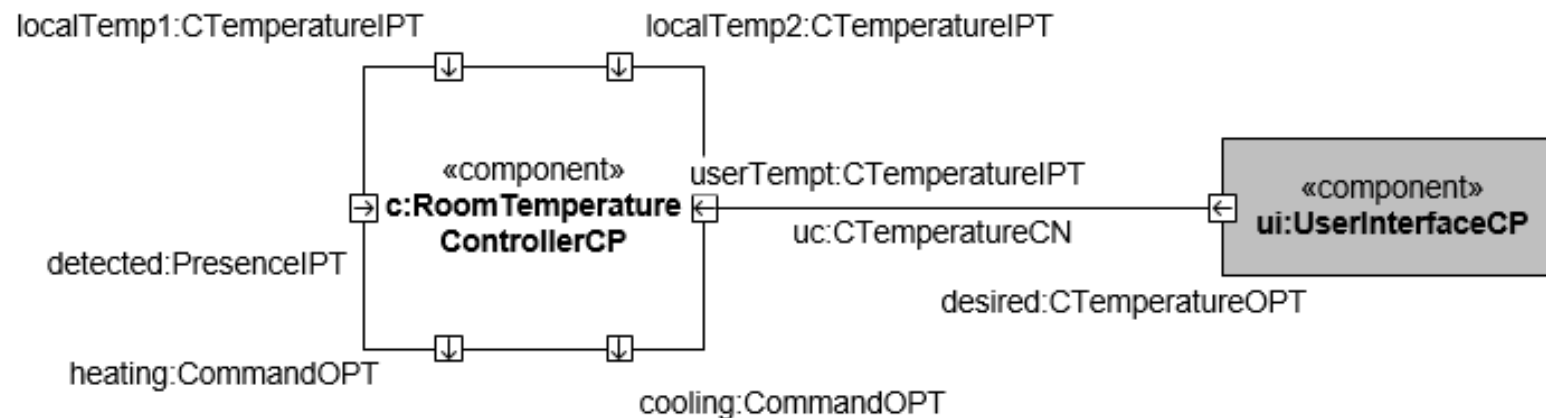 localTemp1:CTemperatureIPT
localTemp2:CTemperatureIPT
«component»
c:RoomTemperature
ControllerCP
userTempt:CTemperatureIPT
uc:CTemperatureCN
«component»
ui:UserInterfaceCP
detected:PresenceIPT
desired:CTemperatureOPT
heating:CommandOPT
cooling:CommandOPT